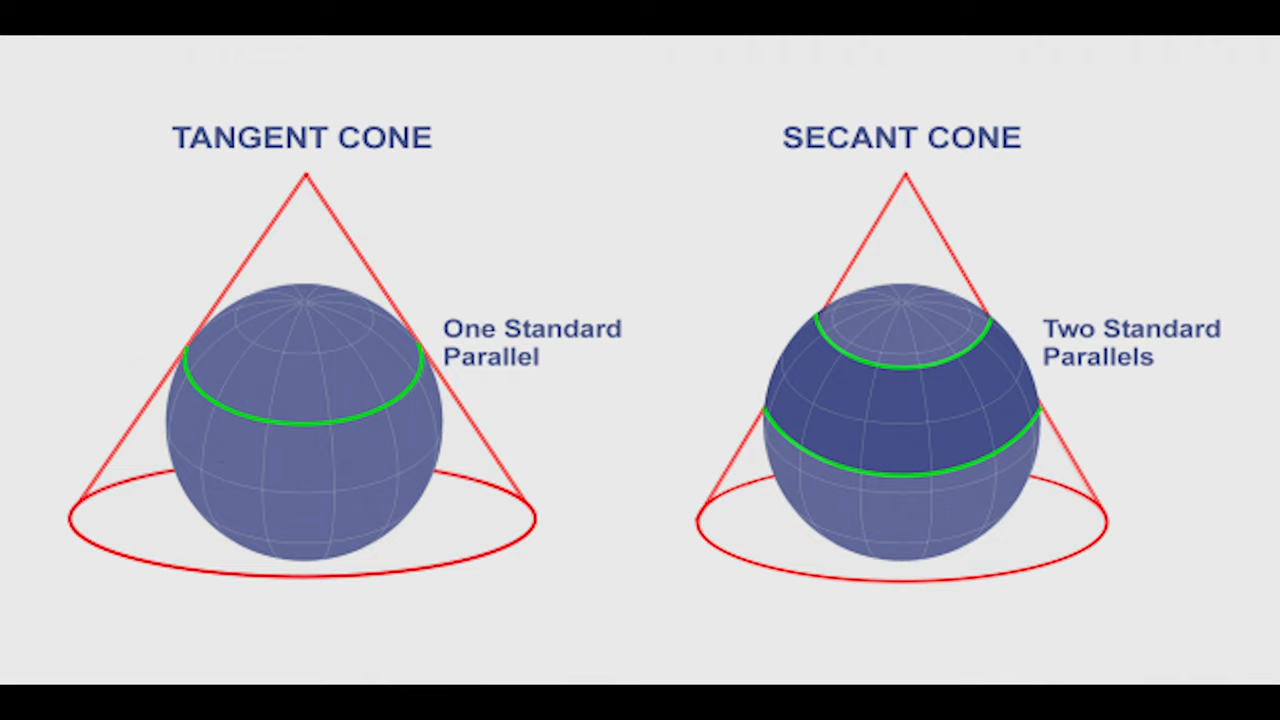 TANGENT CONE
One Standard
Parallel
SECANT CONE
Two Standard
Parallels